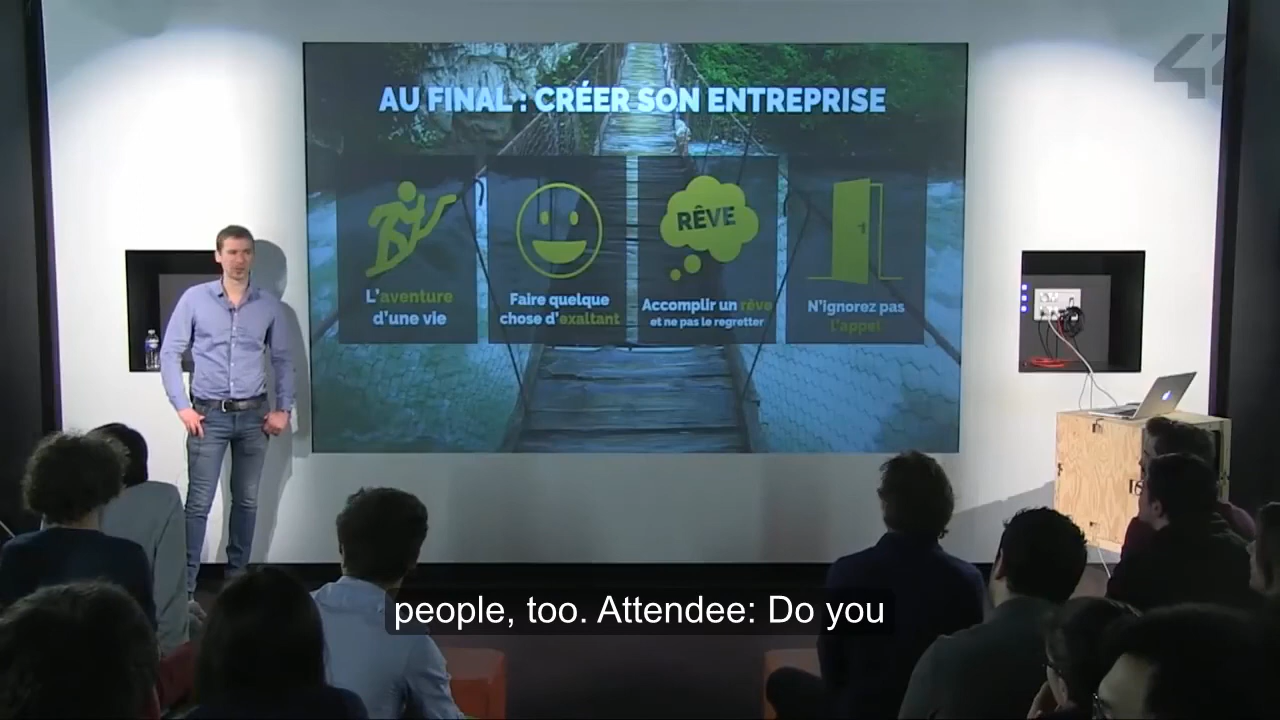 42
AU FINAL : CRÉER SON ENTREPRISE
RÊVE
L'aventure
d'une vie
Faire quelque
chose d'exaltant
Accomplir un rêve
et ne pas le regretter
N'ignorez pas
l'appel
people, too. Attendee: Do you